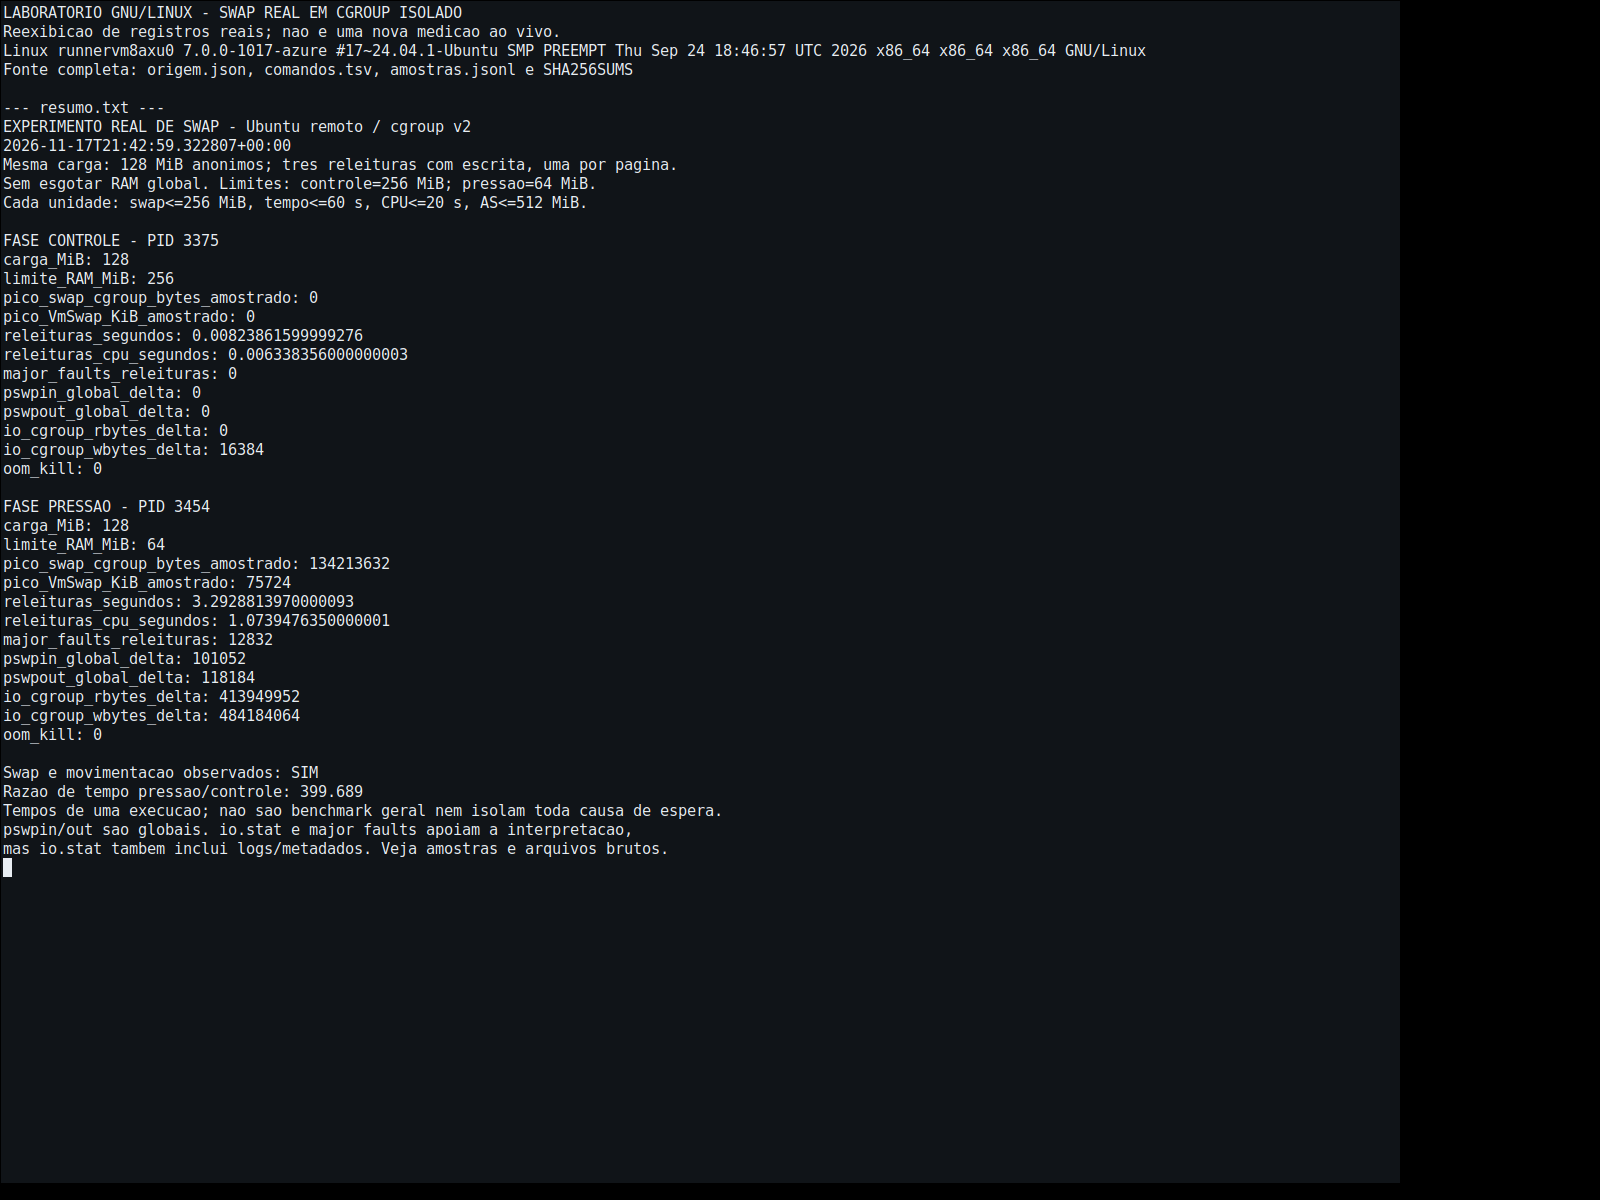 LABORATORIO GNU/LINUX - SWAP REAL EM CGROUP ISOLADO
Reexibicao de registros reais; nao e uma nova medicao ao vivo.
Linux runnervm8axu0 7.0.0-1017-azure #17~24.04.1-Ubuntu SMP PREEMPT Thu Sep 24 18:46:57 UTC 2026 x86_64 x86_64 x86_64 GNU/Linux
Fonte completa: origem.json, comandos.tsv, amostras.jsonl e SHA256SUMS
--- resumo.txt ---
EXPERIMENTO REAL DE SWAP - Ubuntu remoto / cgroup v2
2026-11-17T21:42:59.322807+00:00
Mesma carga: 128 MiB anonimos; tres releituras com escrita, uma por pagina.
Sem esgotar RAM global. Limites: controle=256 MiB; pressao=64 MiB.
Cada unidade: swap<=256 MiB, tempo<=60 s, CPU<=20 s, AS<=512 MiB.
FASE CONTROLE - PID 3375
carga_MiB: 128
limite_RAM_MiB: 256
pico_swap_cgroup_bytes_amostrado: 0
pico_VmSwap_KiB_amostrado: 0
releituras_segundos: 0.00823861599999276
releituras_cpu_segundos: 0.006338356000000003
major_faults_releituras: 0
pswpin_global_delta: 0
pswpout_global_delta: 0
io_cgroup_rbytes_delta: 0
io_cgroup_wbytes_delta: 16384
oom_kill: 0
FASE PRESSAO - PID 3454
carga_MiB: 128
limite_RAM_MiB: 64
pico_swap_cgroup_bytes_amostrado: 134213632
pico_VmSwap_KiB_amostrado: 75724
releituras_segundos: 3.2928813970000093
releituras_cpu_segundos: 1.0739476350000001
major_faults_releituras: 12832
pswpin_global_delta: 101052
pswpout_global_delta: 118184
io_cgroup_rbytes_delta: 413949952
io_cgroup_wbytes_delta: 484184064
oom_kill: 0
Swap e movimentacao observados: SIM
Razao de tempo pressao/controle: 399.689
Tempos de uma execucao; nao sao benchmark geral nem isolam toda causa de espera.
pswpin/out sao globais. io.stat e major faults apoiam a interpretacao,
mas io.stat tambem inclui logs/metadados. Veja amostras e arquivos brutos.